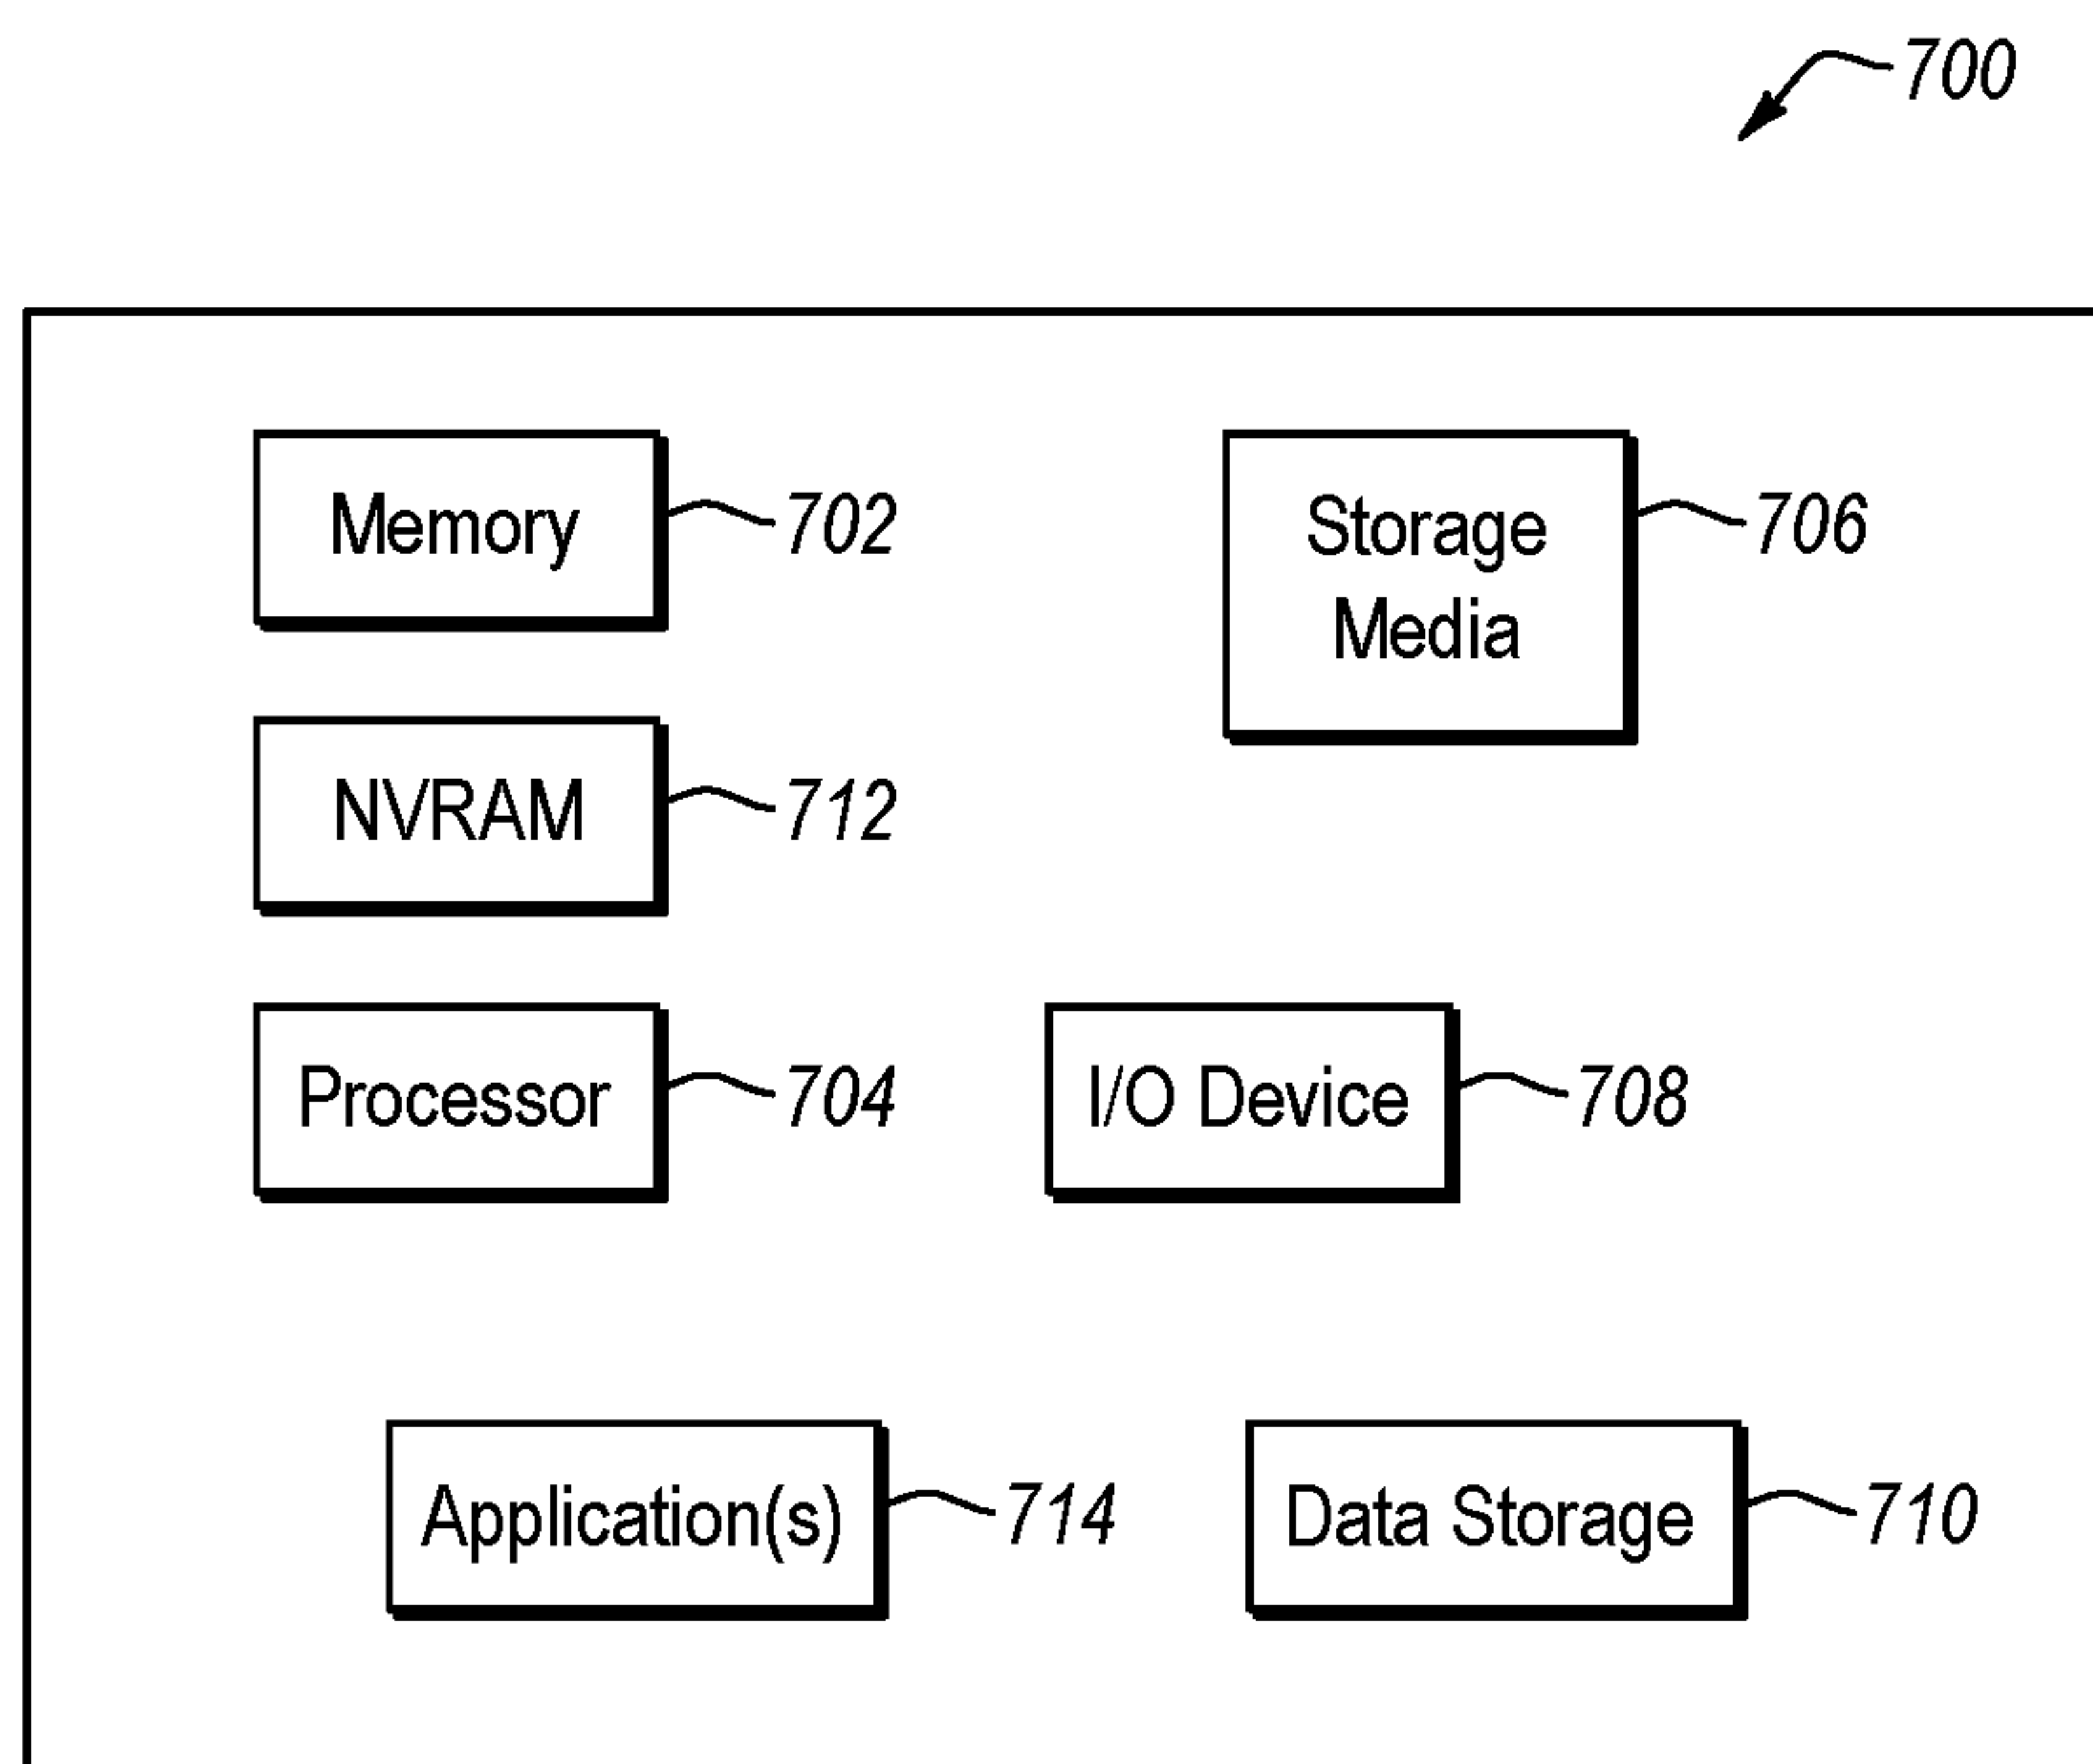 700
Memory 702
Storage
Media 706
NVRAM 712
Processor 704
I/O Device 708
Application(s) 714
Data Storage 710